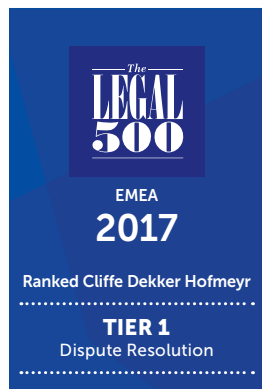 The
LEGAL
500
EMEA
2017
Ranked Cliffe Dekker Hofmeyr
TIER 1
Dispute Resolution